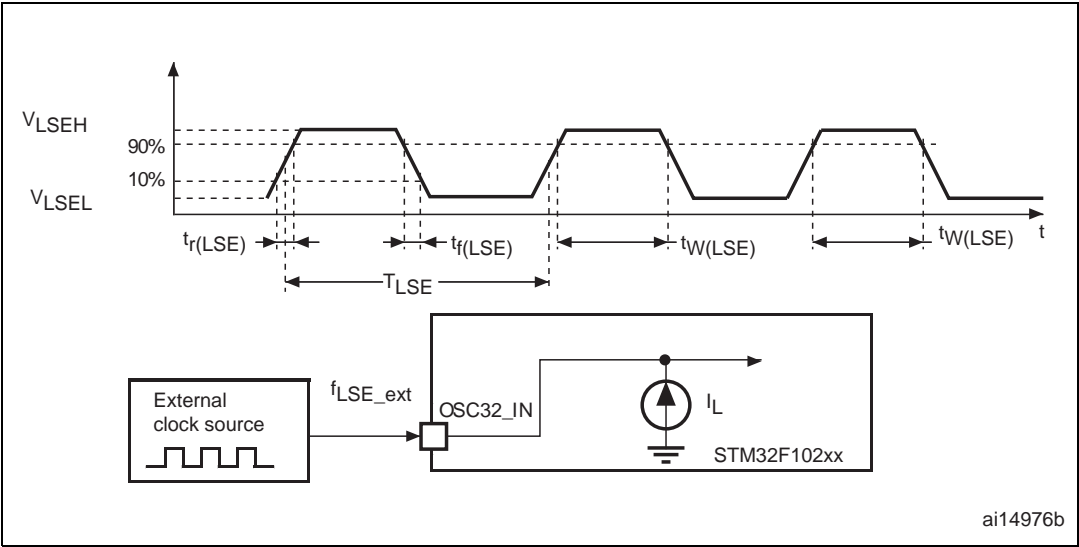 VLSEH
90%
10%
VLSEL
tr(LSE)
tf(LSE)
tW(LSE)
tW(LSE)
t
TLSE
External
clock source
fLSE_ext
OSC32_IN
IL
STM32F102xx
ai14976b